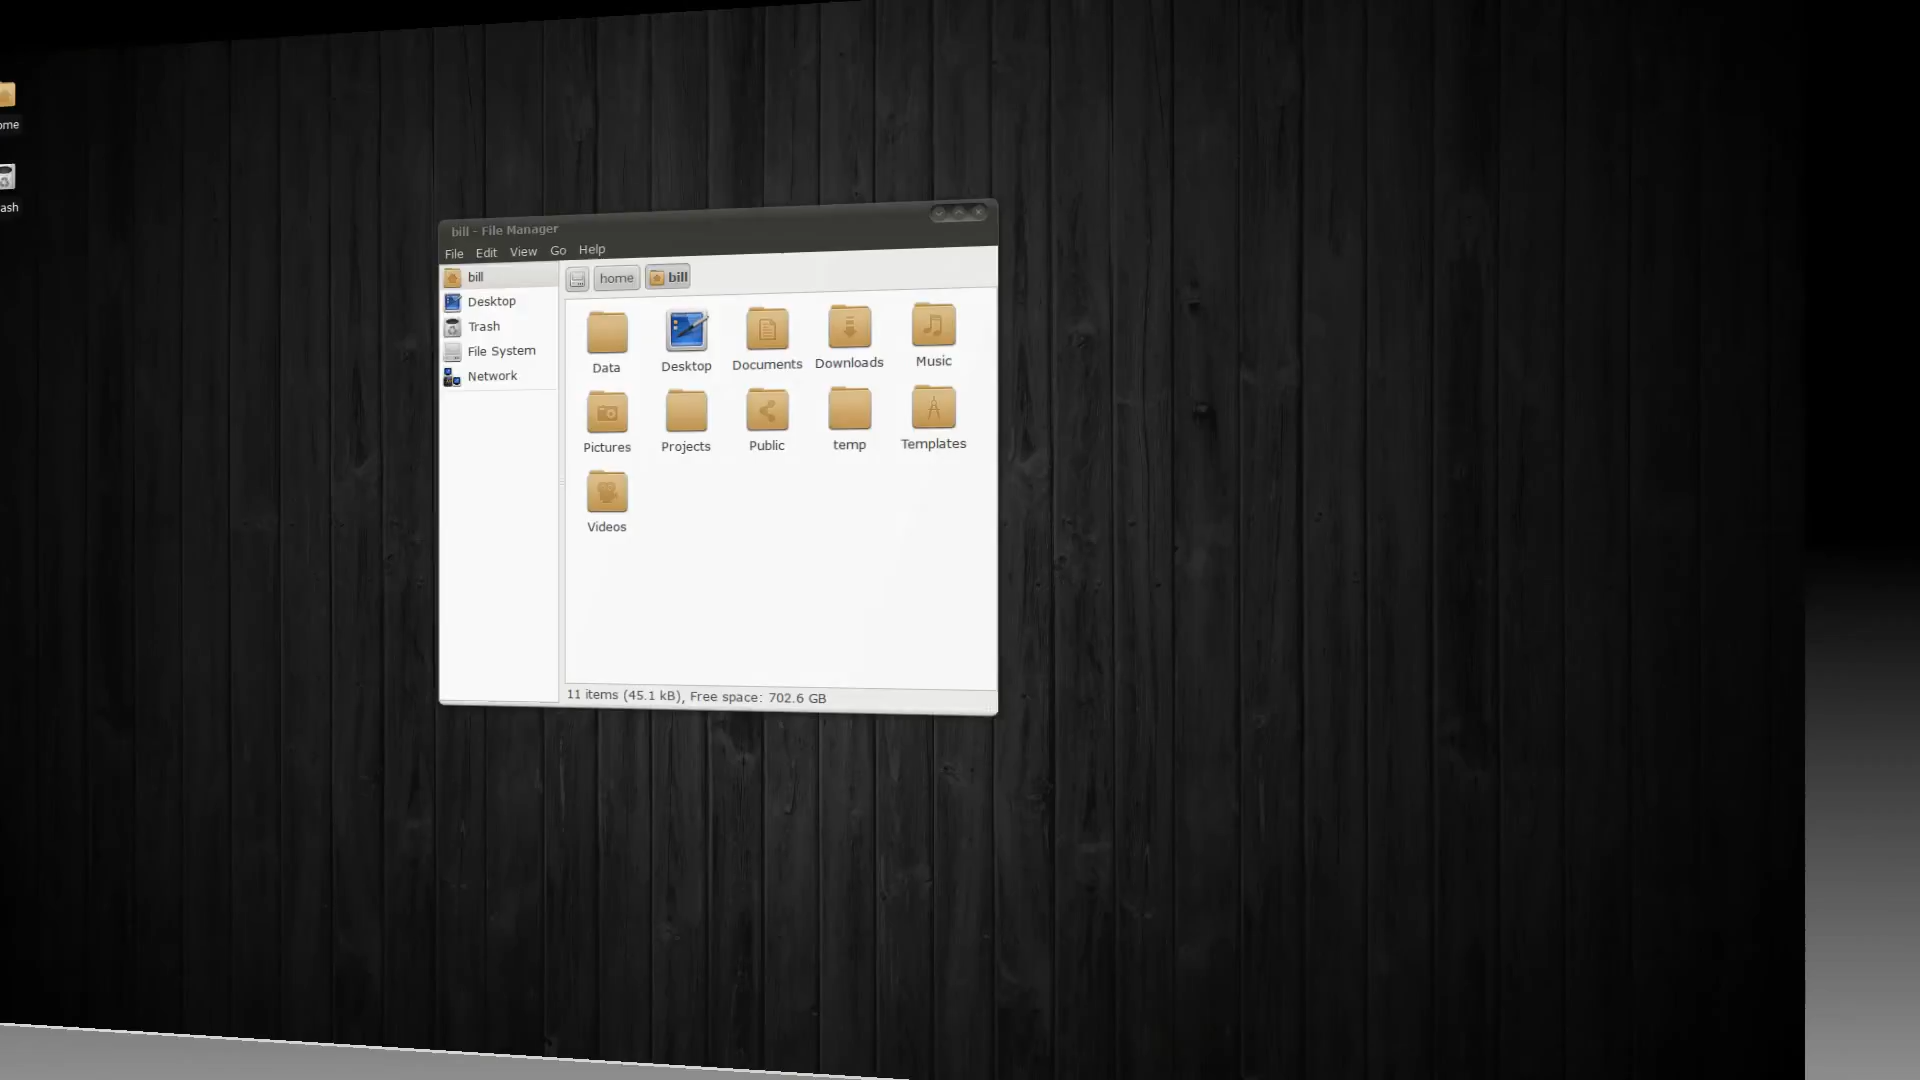 ome
ash
bill - File Manager
File Edit View Go Help
bill
Desktop
Trash
File System
Network
home bill
Data Desktop Documents Downloads Music
Pictures Projects Public temp Templates
Videos
11 items (45.1 kB), Free space: 702.6 GB